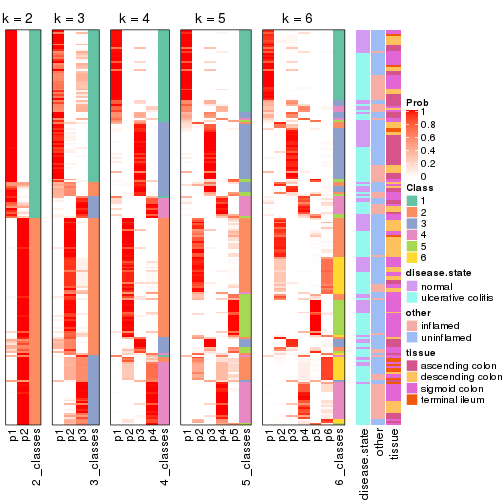 k = 2
k = 3
k = 4
k = 5
k = 6
Prob
1
0.8
0.6
0.4
0.2
0
Class
1
2
3
4
5
6
disease.state
normal
ulcerative colitis
other
inflamed
uninflamed
tissue
ascending colon
descending colon
sigmoid colon
terminal ileum
p1
p2
2_classes
p1
p2
p3
3_classes
p1
p2
p3
p4
4_classes
p1
p2
p3
p4
p5
5_classes
p1
p2
p3
p4
p5
p6
6_classes
disease.state
other
tissue